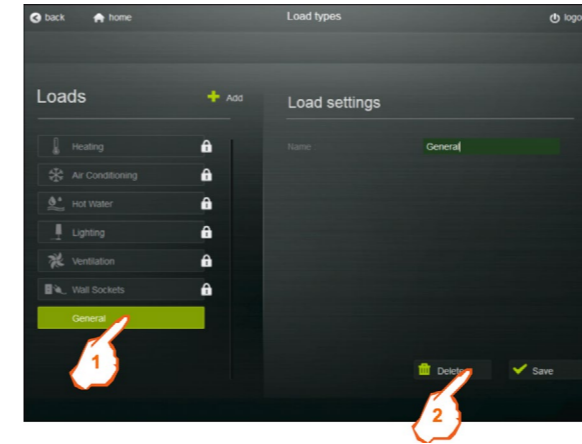 back home Load types logo
Loads Add
Load settings
Heating
Name General
Air Conditioning
Hot Water
Lighting
Ventilation
Wall Sockets
General
1
Delete Save
2